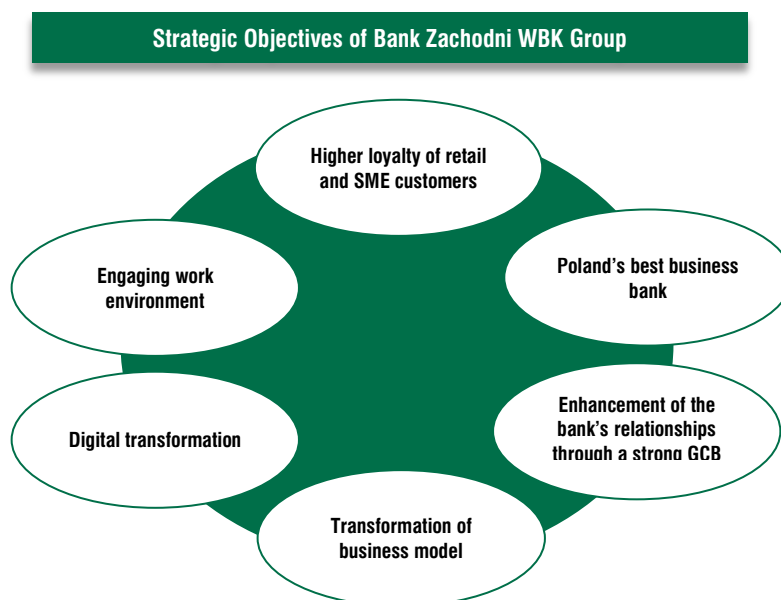 Strategic Objectives of Bank Zachodni WBK Group
Higher loyalty of retail
and SME customers
Poland's best business
bank
Enhancement of the
bank's relationships
through a strong GCB
Transformation of
business model
Digital transformation
Engaging work
environment